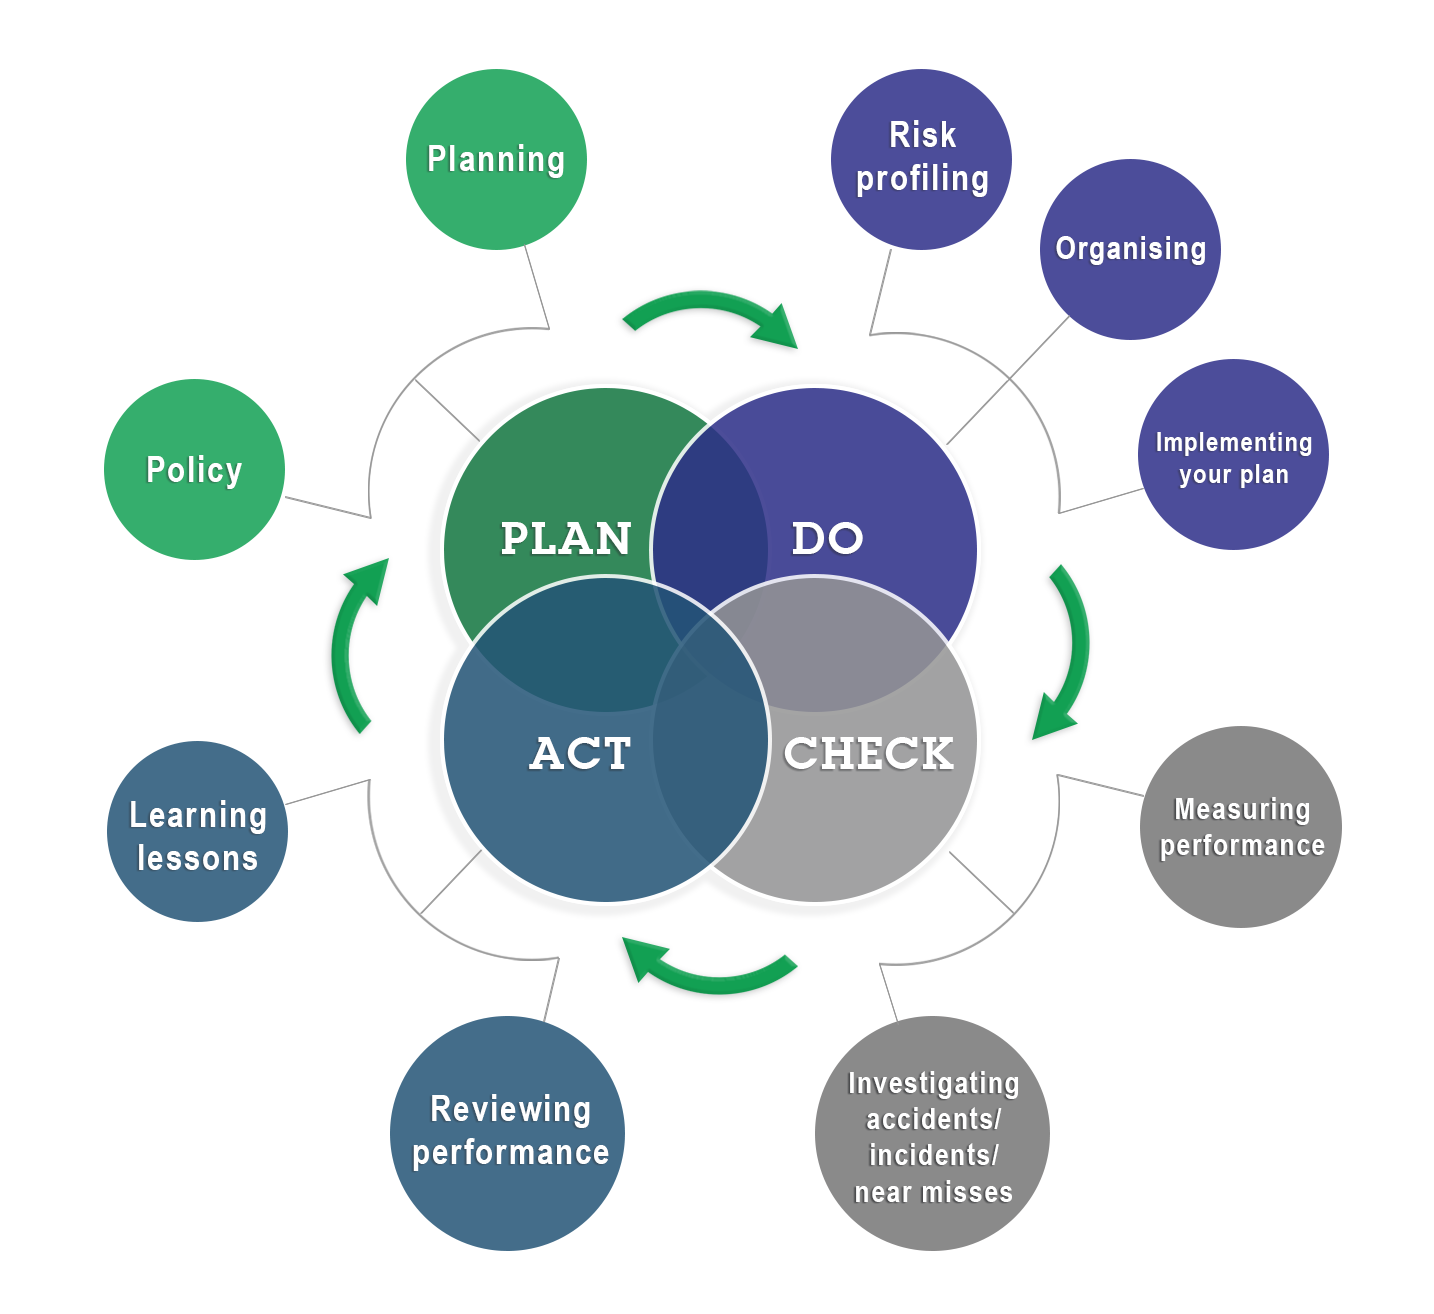 Planning
Risk
profiling
Organising
Implementing
your plan
Policy
PLAN
DO
ACT
CHECK
Learning
lessons
Measuring
performance
Reviewing
performance
Investigating
accidents/
incidents/
near misses